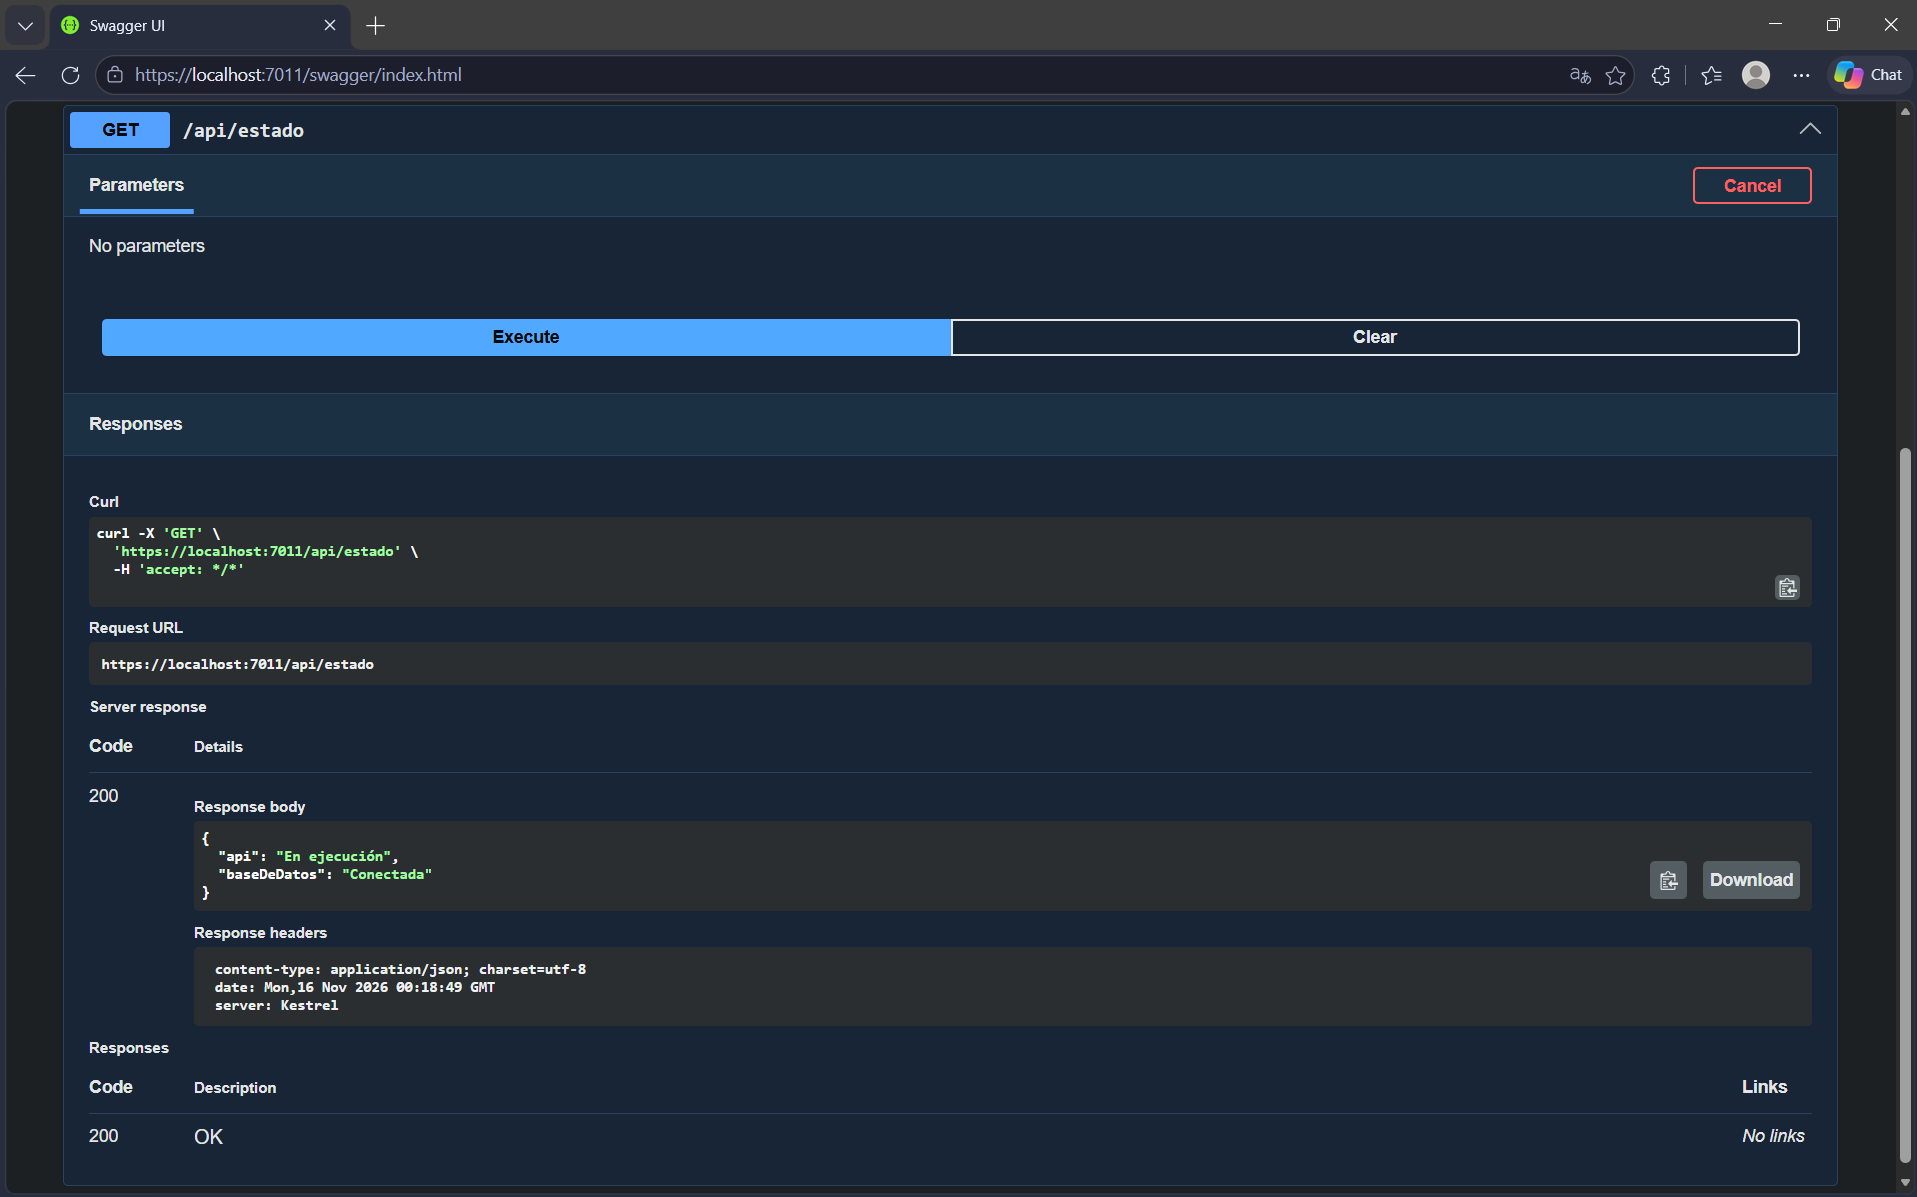 Swagger UI
https://localhost:7011/swagger/index.html
Chat
GET /api/estado
Parameters
Cancel
No parameters
Execute
Clear
Responses
Curl
curl -X 'GET' \
'https://localhost:7011/api/estado' \
-H 'accept: */*'
Request URL
https://localhost:7011/api/estado
Server response
Code Details
200
Response body
{
"api": "En ejecución",
"baseDeDatos": "Conectada"
}
Download
Response headers
content-type: application/json; charset=utf-8
date: Mon,16 Nov 2026 00:18:49 GMT
server: Kestrel
Responses
Code Description Links
200 OK No links